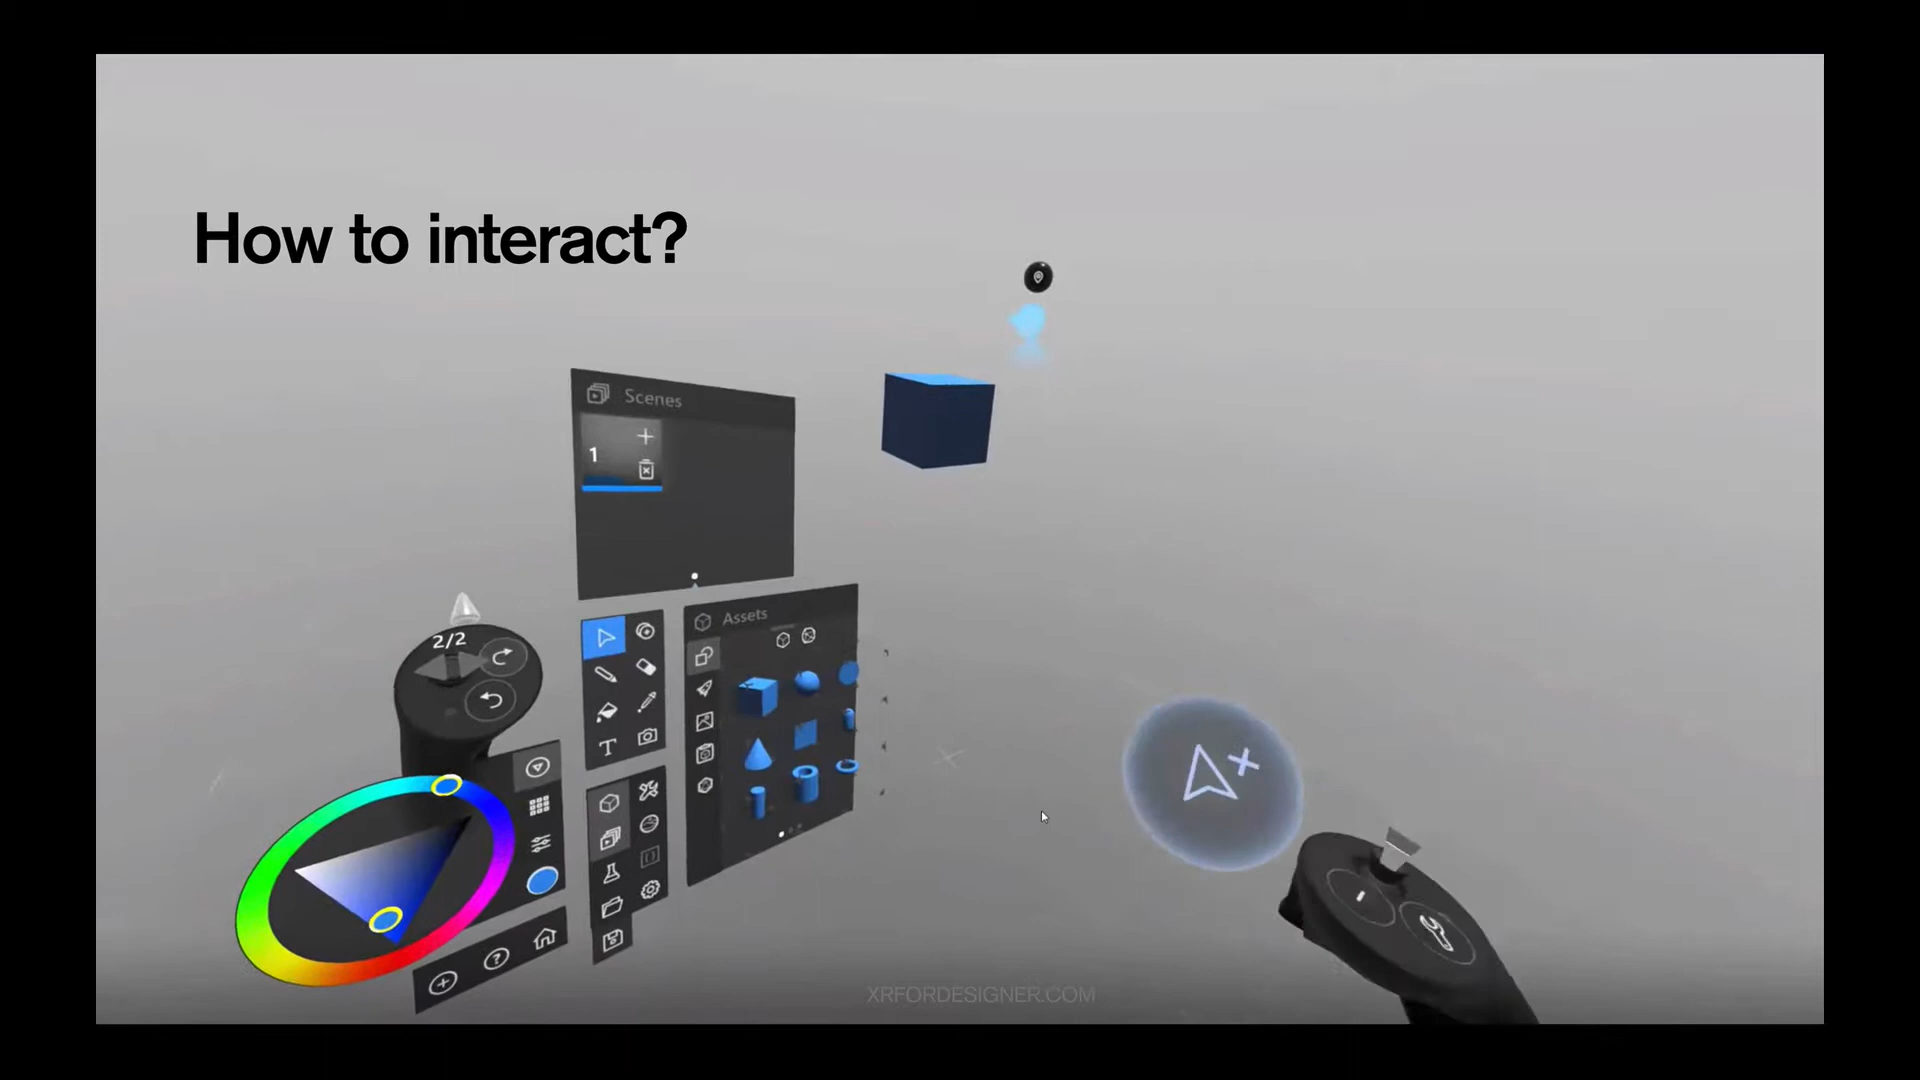 How to interact?
Scenes
1
Assets
2/2
T
XRFORDESIGNER.COM